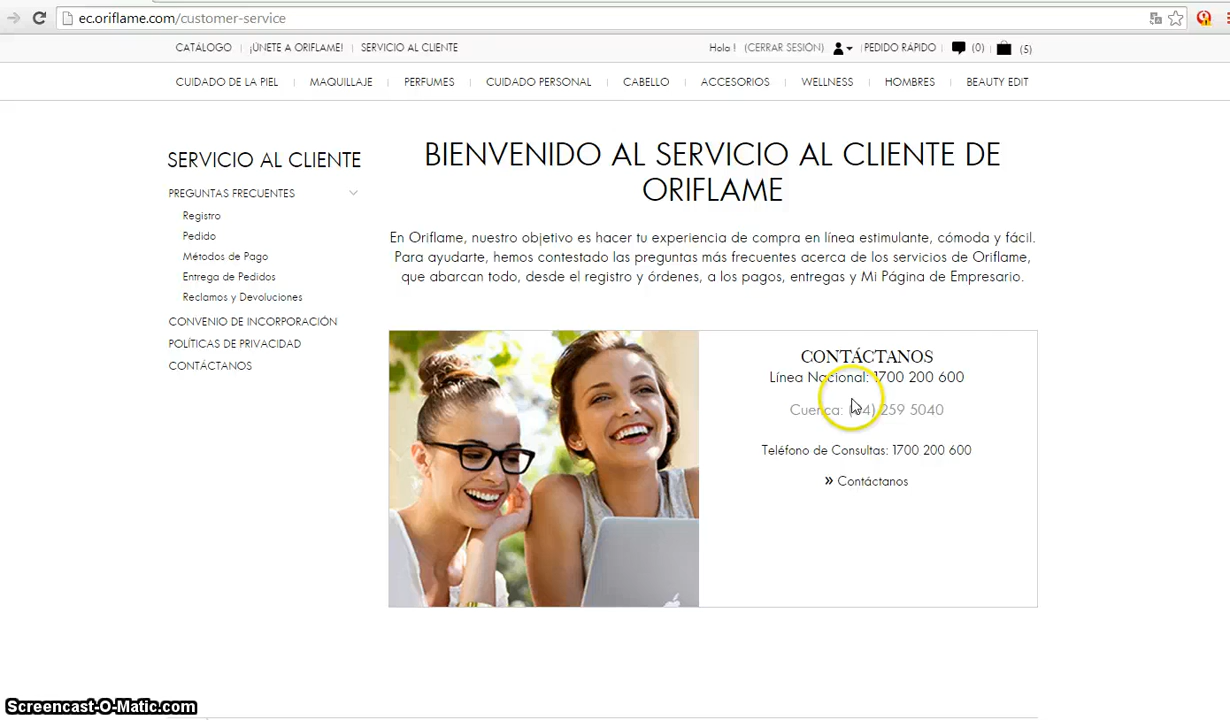 ec.oriflame.com/customer-service
CATÁLOGO | ¡ÚNETE A ORIFLAME! | SERVICIO AL CLIENTE
Hola ! (CERRAR SESIÓN) | PEDIDO RÁPIDO | (0) | (5)
CUIDADO DE LA PIEL | MAQUILLAJE | PERFUMES | CUIDADO PERSONAL | CABELLO | ACCESORIOS | WELLNESS | HOMBRES | BEAUTY EDIT
SERVICIO AL CLIENTE
PREGUNTAS FRECUENTES
Registro
Pedido
Métodos de Pago
Entrega de Pedidos
Reclamos y Devoluciones
CONVENIO DE INCORPORACIÓN
POLÍTICAS DE PRIVACIDAD
CONTÁCTANOS
BIENVENIDO AL SERVICIO AL CLIENTE DE
ORIFLAME
En Oriflame, nuestro objetivo es hacer tu experiencia de compra en línea estimulante, cómoda y fácil.
Para ayudarte, hemos contestado las preguntas más frecuentes acerca de los servicios de Oriflame,
que abarcan todo, desde el registro y órdenes, a los pagos, entregas y Mi Página de Empresario.
CONTÁCTANOS
Línea Nacional: 1700 200 600
Cuenca: 259 5040
Teléfono de Consultas: 1700 200 600
» Contáctanos
Screencast-O-Matic.com